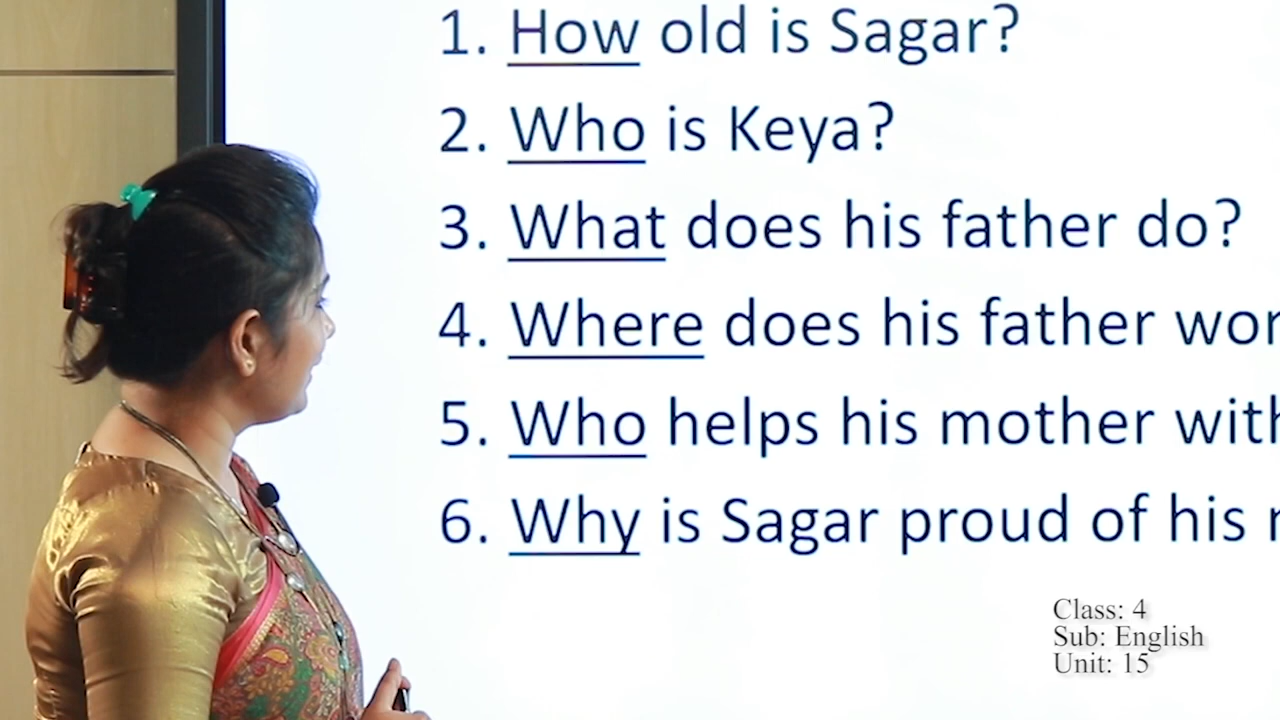 1. How old is Sagar?
2. Who is Keya?
3. What does his father do?
4. Where does his father
5. Who helps his mother
6. Why is Sagar proud of his
Class: 4
Sub: English
Unit: 15